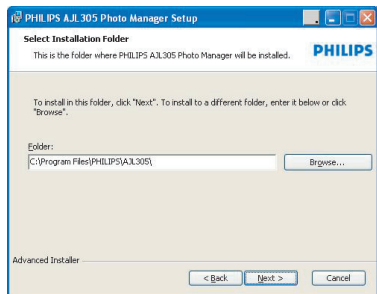 PHILIPS AJL305 Photo Manager Setup
Select Installation Folder
This is the folder where PHILIPS AJL305 Photo Manager will be installed.
PHILIPS
To install in this folder, click "Next". To install to a different folder, enter it below or click
"Browse".
Folder:
C:\Program Files\PHILIPS\AJL305\
Browse...
Advanced Installer
< Back
Next >
Cancel